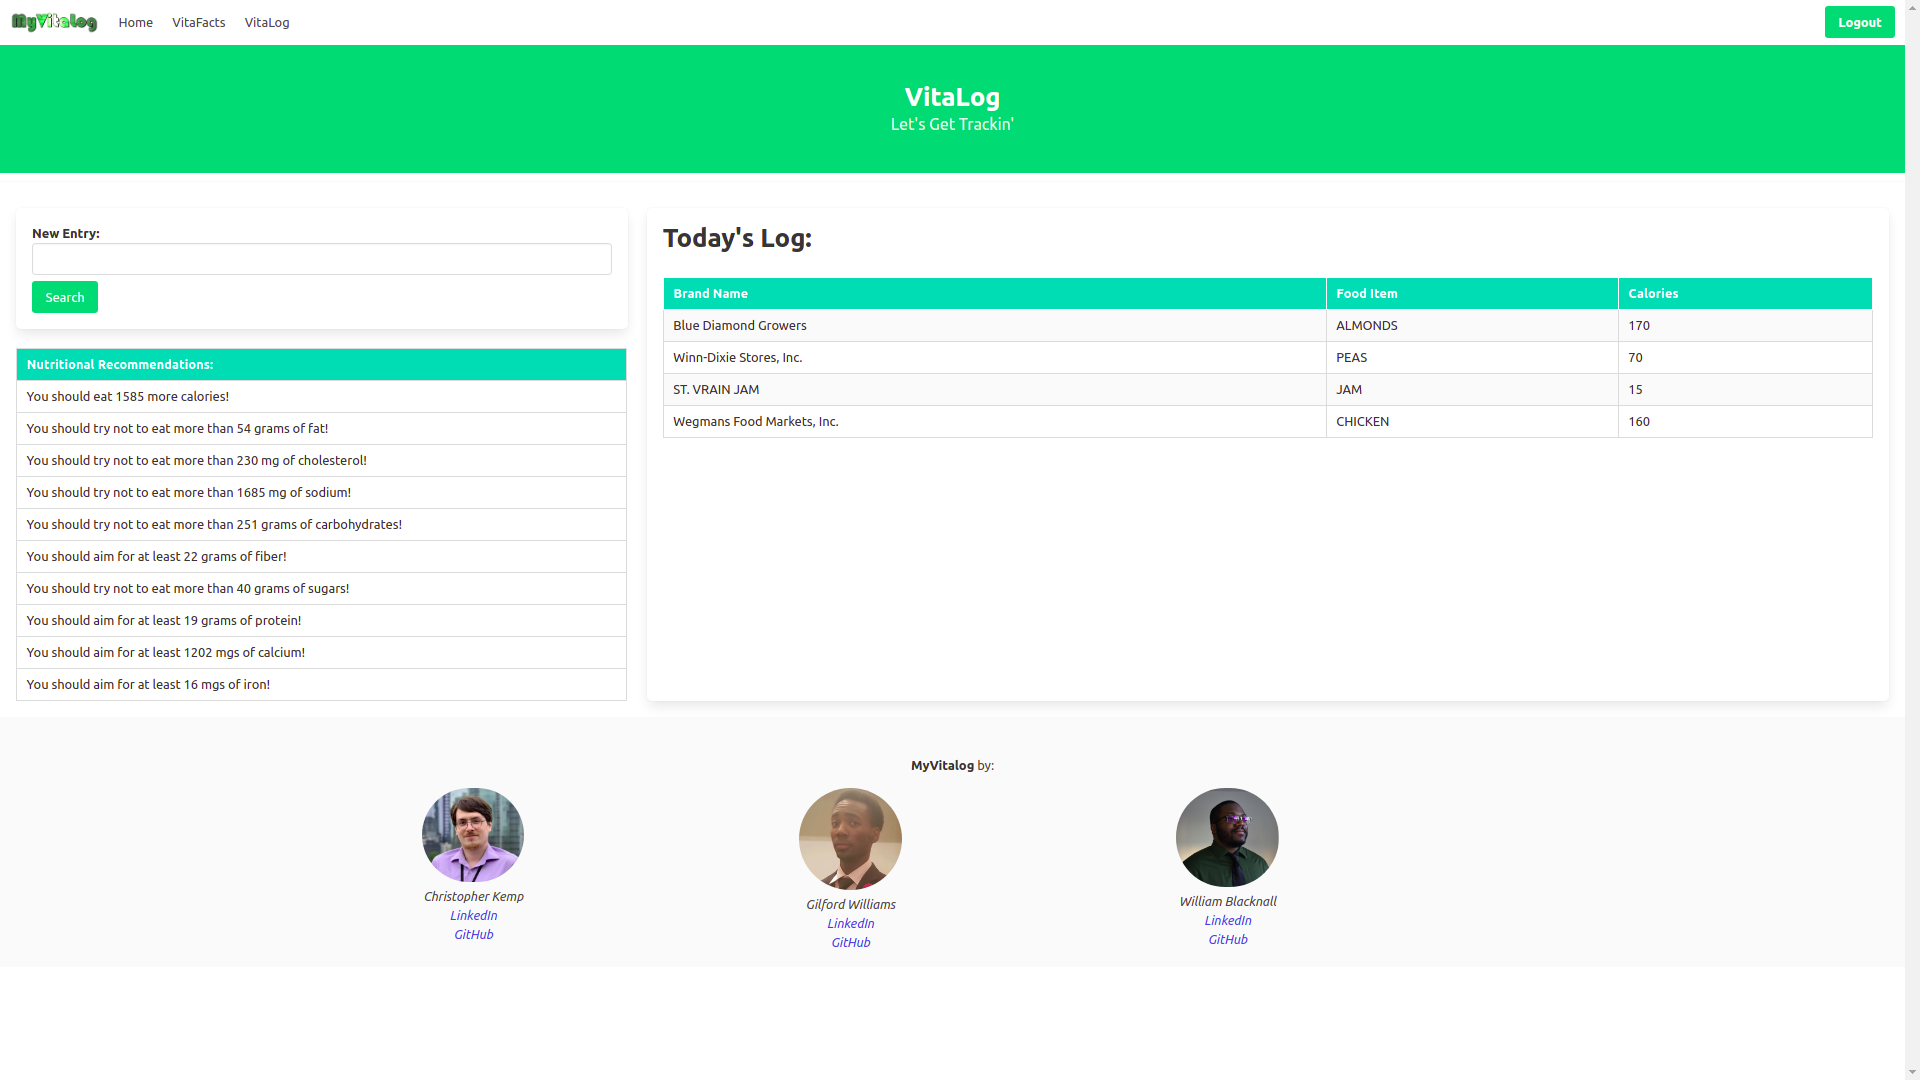 MyVitaLog Home VitaFacts VitaLog Logout
VitaLog
Let's Get Trackin'
New Entry:
Search
Nutritional Recommendations:
You should eat 1585 more calories!
You should try not to eat more than 54 grams of fat!
You should try not to eat more than 230 mg of cholesterol!
You should try not to eat more than 1685 mg of sodium!
You should try not to eat more than 251 grams of carbohydrates!
You should aim for at least 22 grams of fiber!
You should try not to eat more than 40 grams of sugars!
You should aim for at least 19 grams of protein!
You should aim for at least 1202 mgs of calcium!
You should aim for at least 16 mgs of iron!
Today's Log:
Brand Name Food Item Calories
Blue Diamond Growers ALMONDS 170
Winn-Dixie Stores, Inc. PEAS 70
ST. VRAIN JAM JAM 15
Wegmans Food Markets, Inc. CHICKEN 160
MyVitalog by:
Christopher Kemp
LinkedIn
GitHub
Gilford Williams
LinkedIn
GitHub
William Blacknall
LinkedIn
GitHub